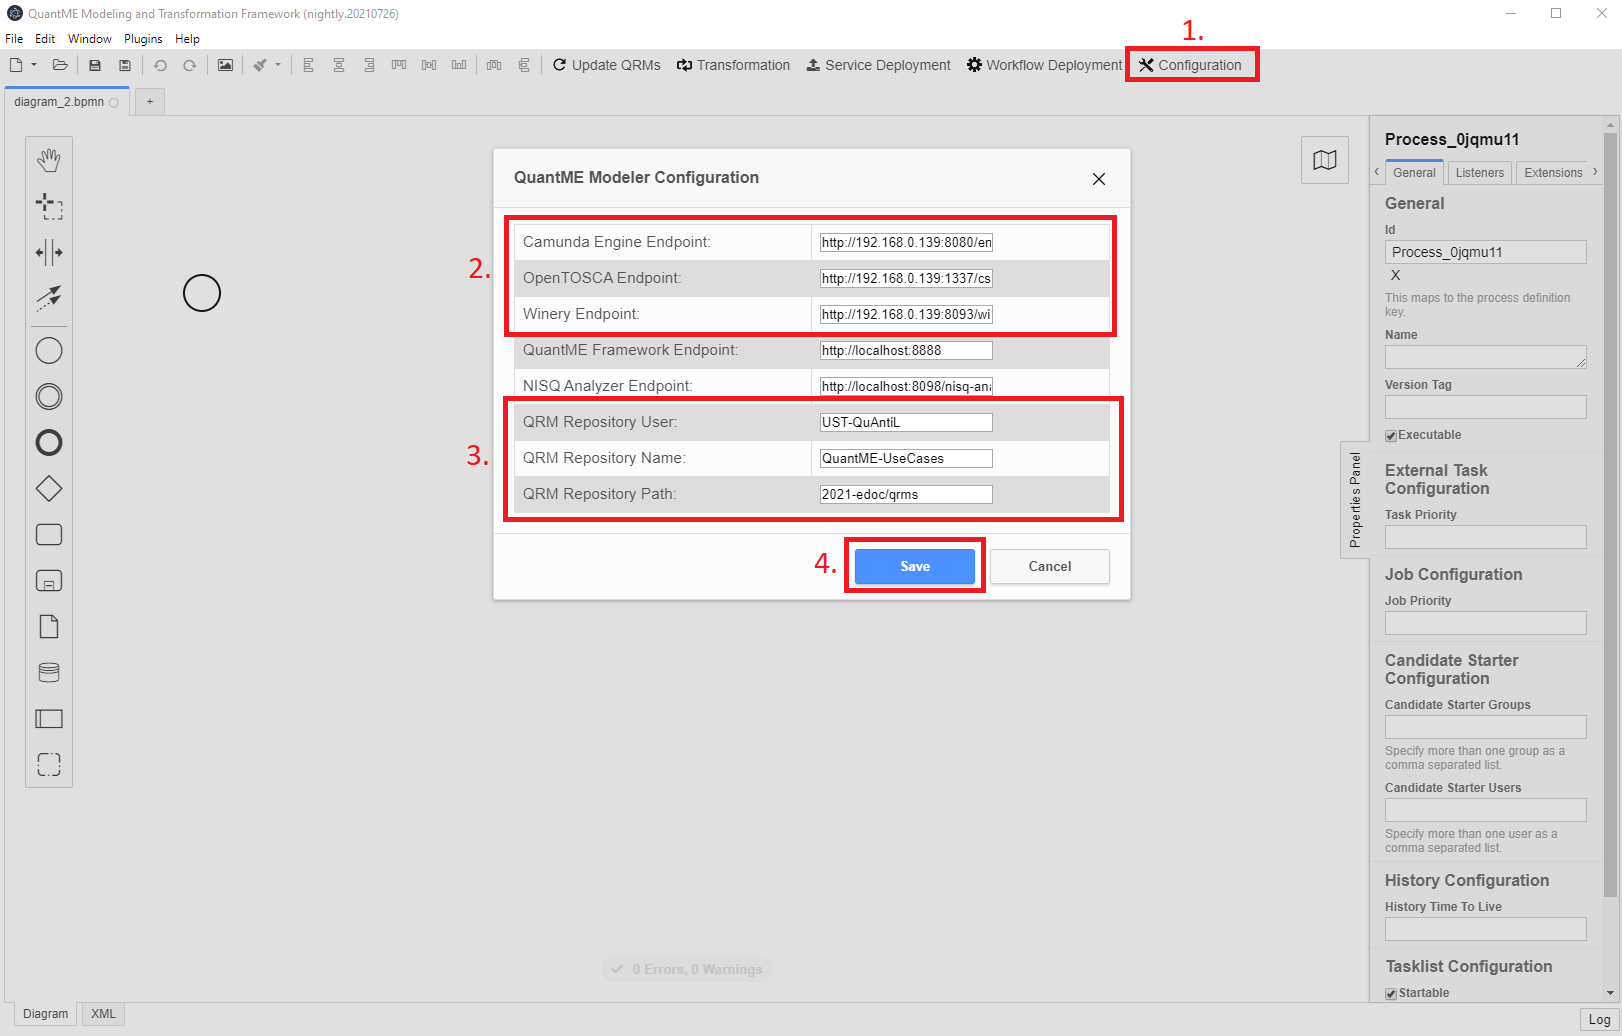 QuantME Modeling and Transformation Framework (nightly.20210726)
File Edit Window Plugins Help
1.
Update QRMs Transformation Service Deployment Workflow Deployment Configuration
diagram_2.bpmn +
QuantME Modeler Configuration
2.
Camunda Engine Endpoint: http://192.168.0.139:8080/en
OpenTOSCA Endpoint: http://192.168.0.139:1337/cs
Winery Endpoint: http://192.168.0.139:8093/wi
QuantME Framework Endpoint: http://localhost:8888
NISQ Analyzer Endpoint: http://localhost:8098/nisq-ana
3.
QRM Repository User: UST-QuAntiL
QRM Repository Name: QuantME-UseCases
QRM Repository Path: 2021-edoc/qrms
4.
Save Cancel
Properties Panel
Process_0jqmu11
General Listeners Extensions
General
Id
Process_0jqmu11
X
This maps to the process definition
key.
Name
Version Tag
Executable
External Task
Configuration
Task Priority
Job Configuration
Job Priority
Candidate Starter
Configuration
Candidate Starter Groups
Specify more than one group as a
comma separated list.
Candidate Starter Users
Specify more than one user as a
comma separated list.
History Configuration
History Time To Live
Tasklist Configuration
Startable
0 Errors, 0 Warnings
Diagram XML
Log